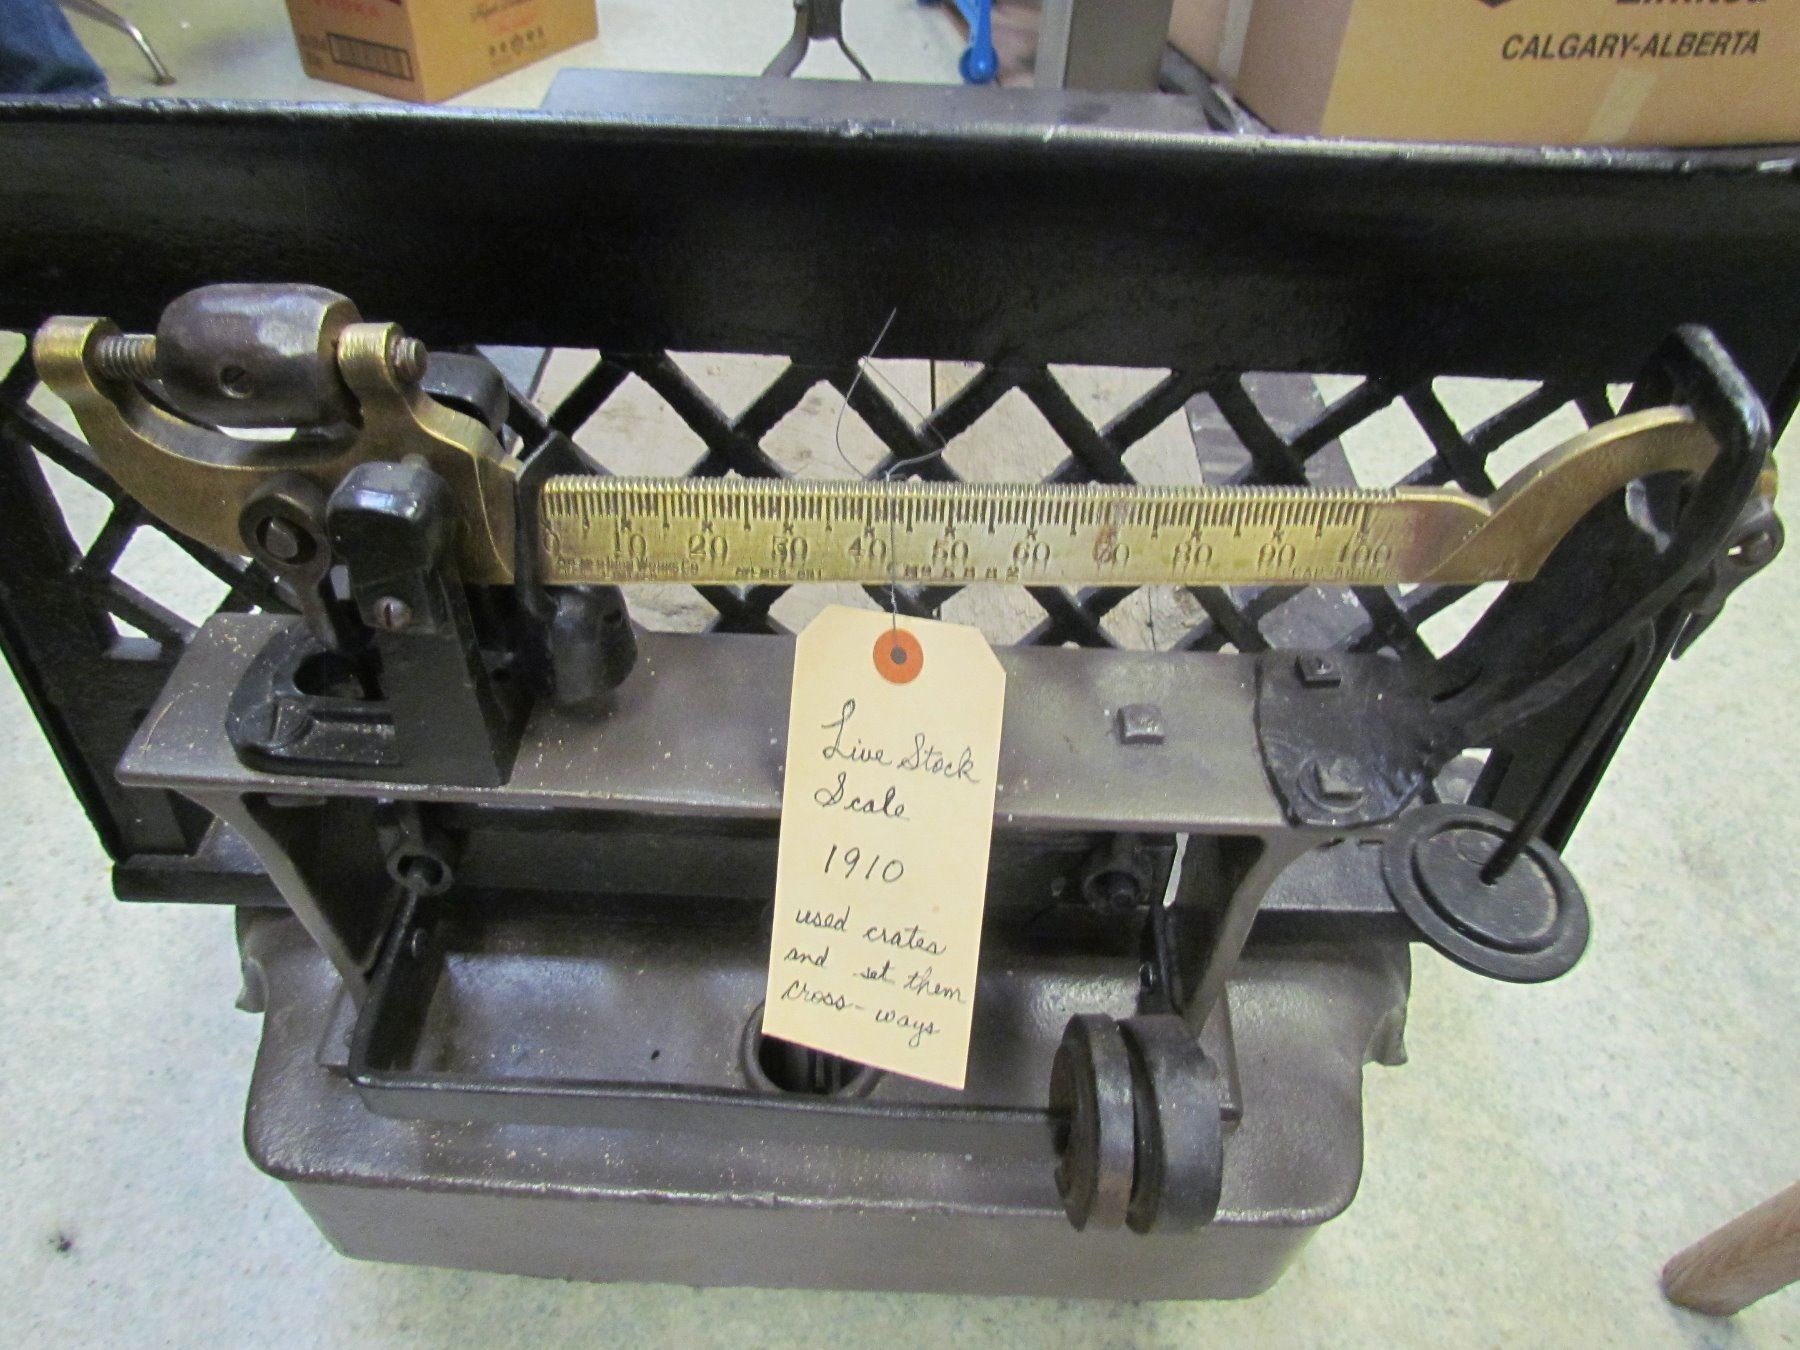 CALGARY-ALBERTA
0 10 20 30 40 50 60 70 80 90 100
Live Stock
Scale
1910
used crates
and set them
cross-ways